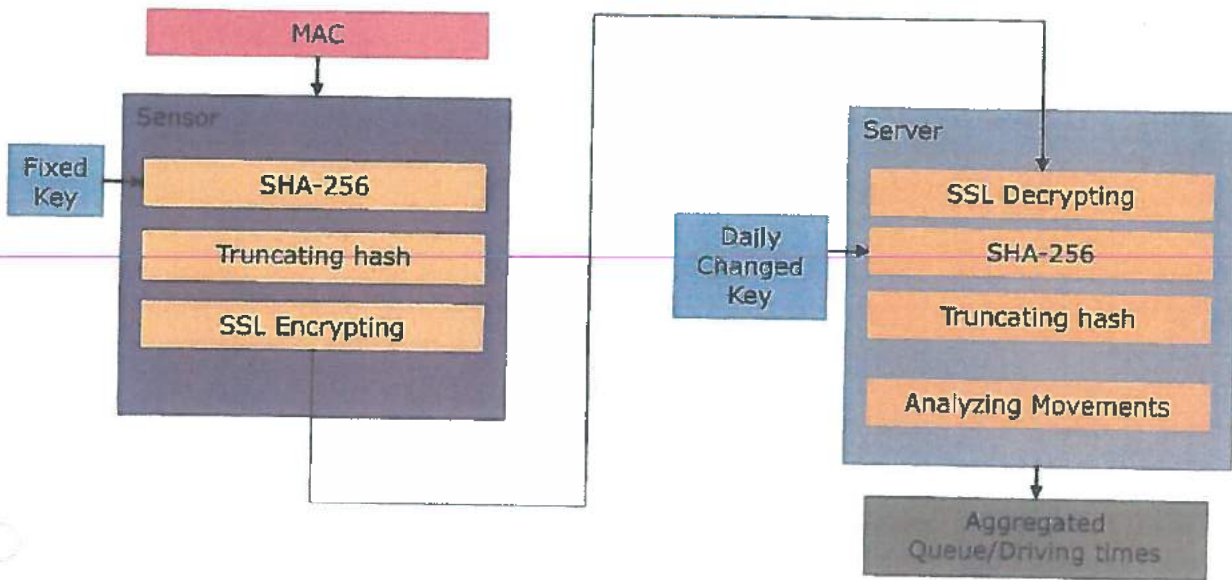 MAC
Sensor
Fixed
Key
SHA-256
Truncating hash
SSL Encrypting
Server
SSL Decrypting
Daily
Changed
Key
SHA-256
Truncating hash
Analyzing Movements
Aggregated
Queue/Driving times